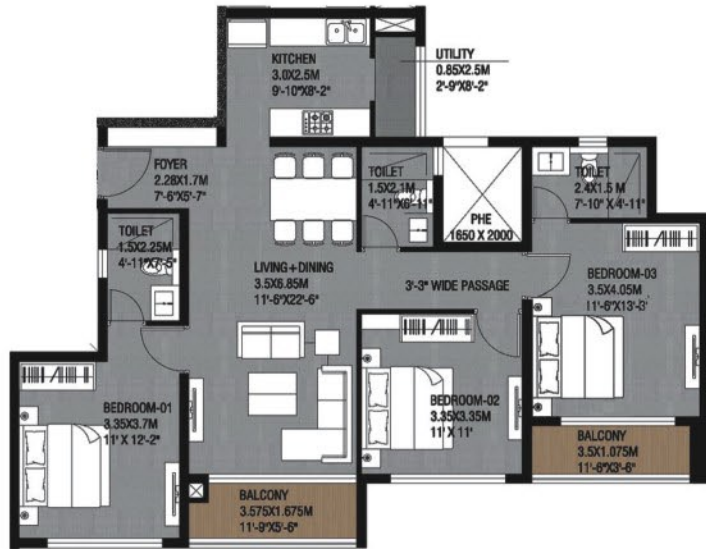 KITCHEN
3.0X2.5M
9'-10"X8'-2"
UTILITY
0.85X2.5M
2'-9"X8'-2"
FOYER
2.28X1.7M
7'-6"X5'-7"
TOILET
1.5X2.1M
4'-11"X6'-11"
PHE
1650 X 2000
TOILET
2.4X1.5 M
7'-10" X 4'-11"
TOILET
1.5X2.25M
4'-11"X7'-5"
LIVING+DINING
3.5X6.85M
11'-6"X22'-6"
3'-3" WIDE PASSAGE
BEDROOM-03
3.5X4.05M
11'-6"X13'-3'
BEDROOM-01
3.35X3.7M
11' X 12'-2"
BEDROOM-02
3.35X3.35M
11' X 11'
BALCONY
3.5X1.075M
11'-6"X3'-6"
BALCONY
3.575X1.675M
11'-9"X5'-6"